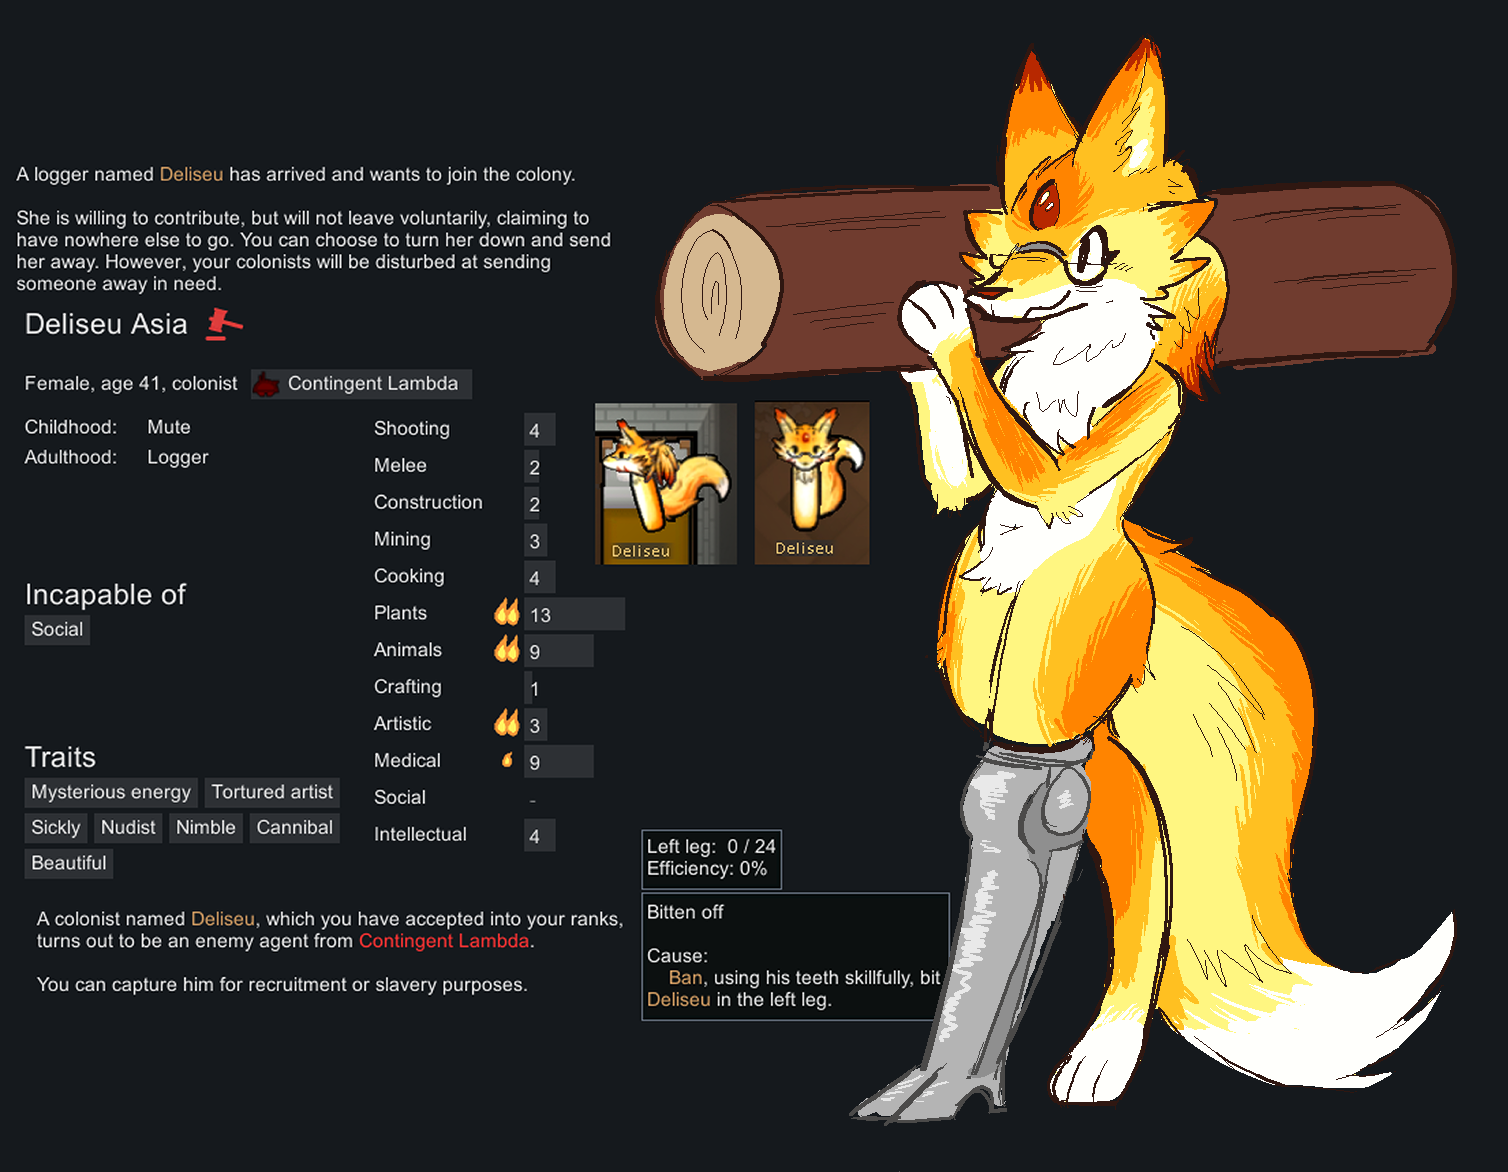 A logger named Deliseu has arrived and wants to join the colony.
She is willing to contribute, but will not leave voluntarily, claiming to
have nowhere else to go. You can choose to turn her down and send
her away. However, your colonists will be disturbed at sending
someone away in need.
Deliseu Asia
Female, age 41, colonist Contingent Lambda
Childhood: Mute
Adulthood: Logger
Incapable of
Social
Traits
Mysterious energy Tortured artist
Sickly Nudist Nimble Cannibal
Beautiful
Shooting 4
Melee 2
Construction 2
Mining 3
Cooking 4
Plants 13
Animals 9
Crafting 1
Artistic 3
Medical 9
Social -
Intellectual 4
Deliseu
Deliseu
A colonist named Deliseu, which you have accepted into your ranks,
turns out to be an enemy agent from Contingent Lambda.
You can capture him for recruitment or slavery purposes.
Left leg: 0 / 24
Efficiency: 0%
Bitten off
Cause:
Ban, using his teeth skillfully, bit
Deliseu in the left leg.